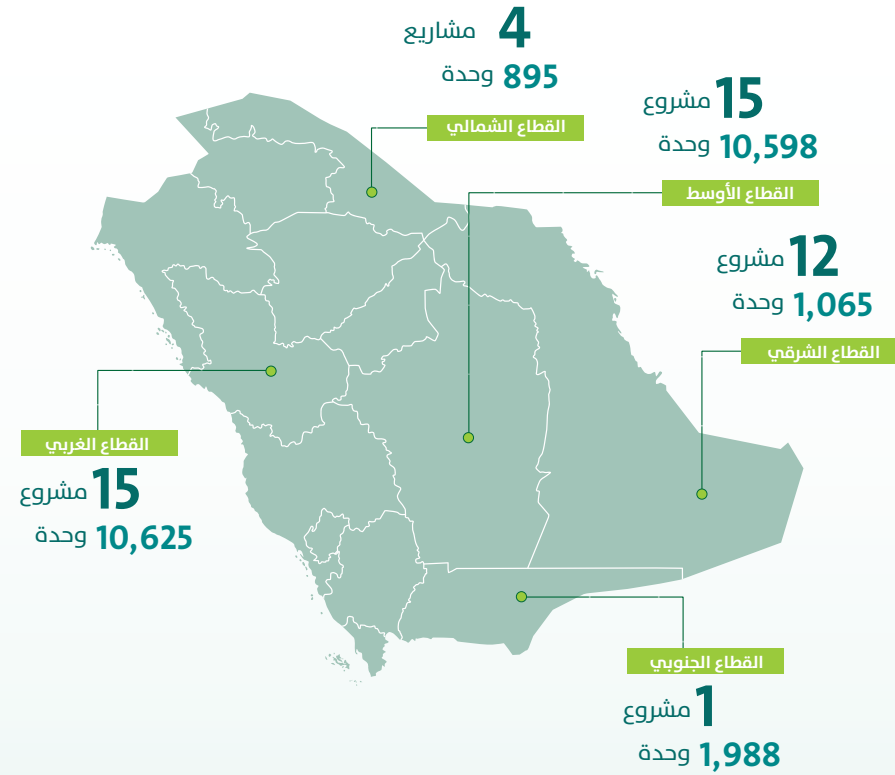 4 مشاريع
895 وحدة
القطاع الشمالي
15 مشروع
10,598 وحدة
القطاع الأوسط
12 مشروع
1,065 وحدة
القطاع الشرقي
القطاع الغربي
15 مشروع
10,625 وحدة
القطاع الجنوبي
1 مشروع
1,988 وحدة